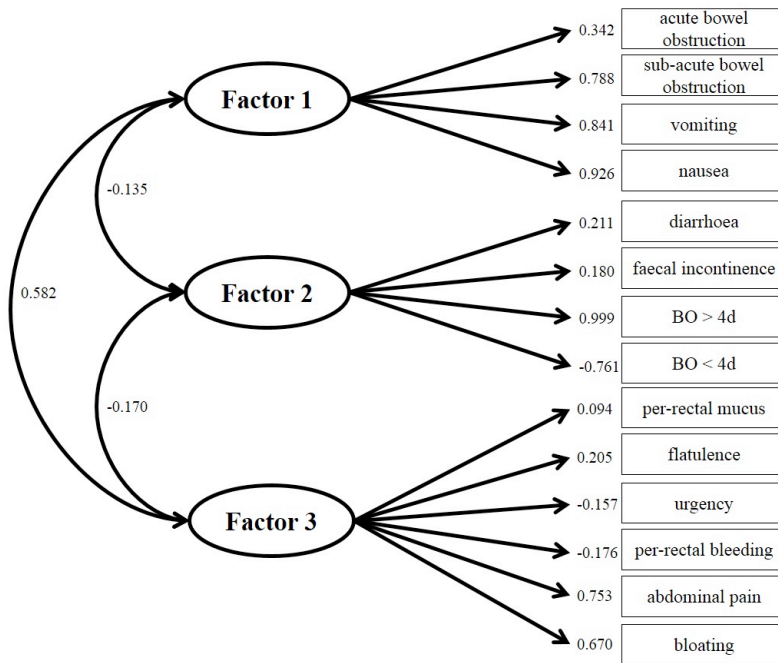 0.342
acute bowel
obstruction
0.788
sub-acute bowel
obstruction
Factor 1
0.841
vomiting
0.926
nausea
-0.135
0.211
diarrhoea
0.180
faecal incontinence
Factor 2
0.582
0.999
BO > 4d
-0.761
BO < 4d
-0.170
0.094
per-rectal mucus
0.205
flatulence
Factor 3
-0.157
urgency
-0.176
per-rectal bleeding
0.753
abdominal pain
0.670
bloating